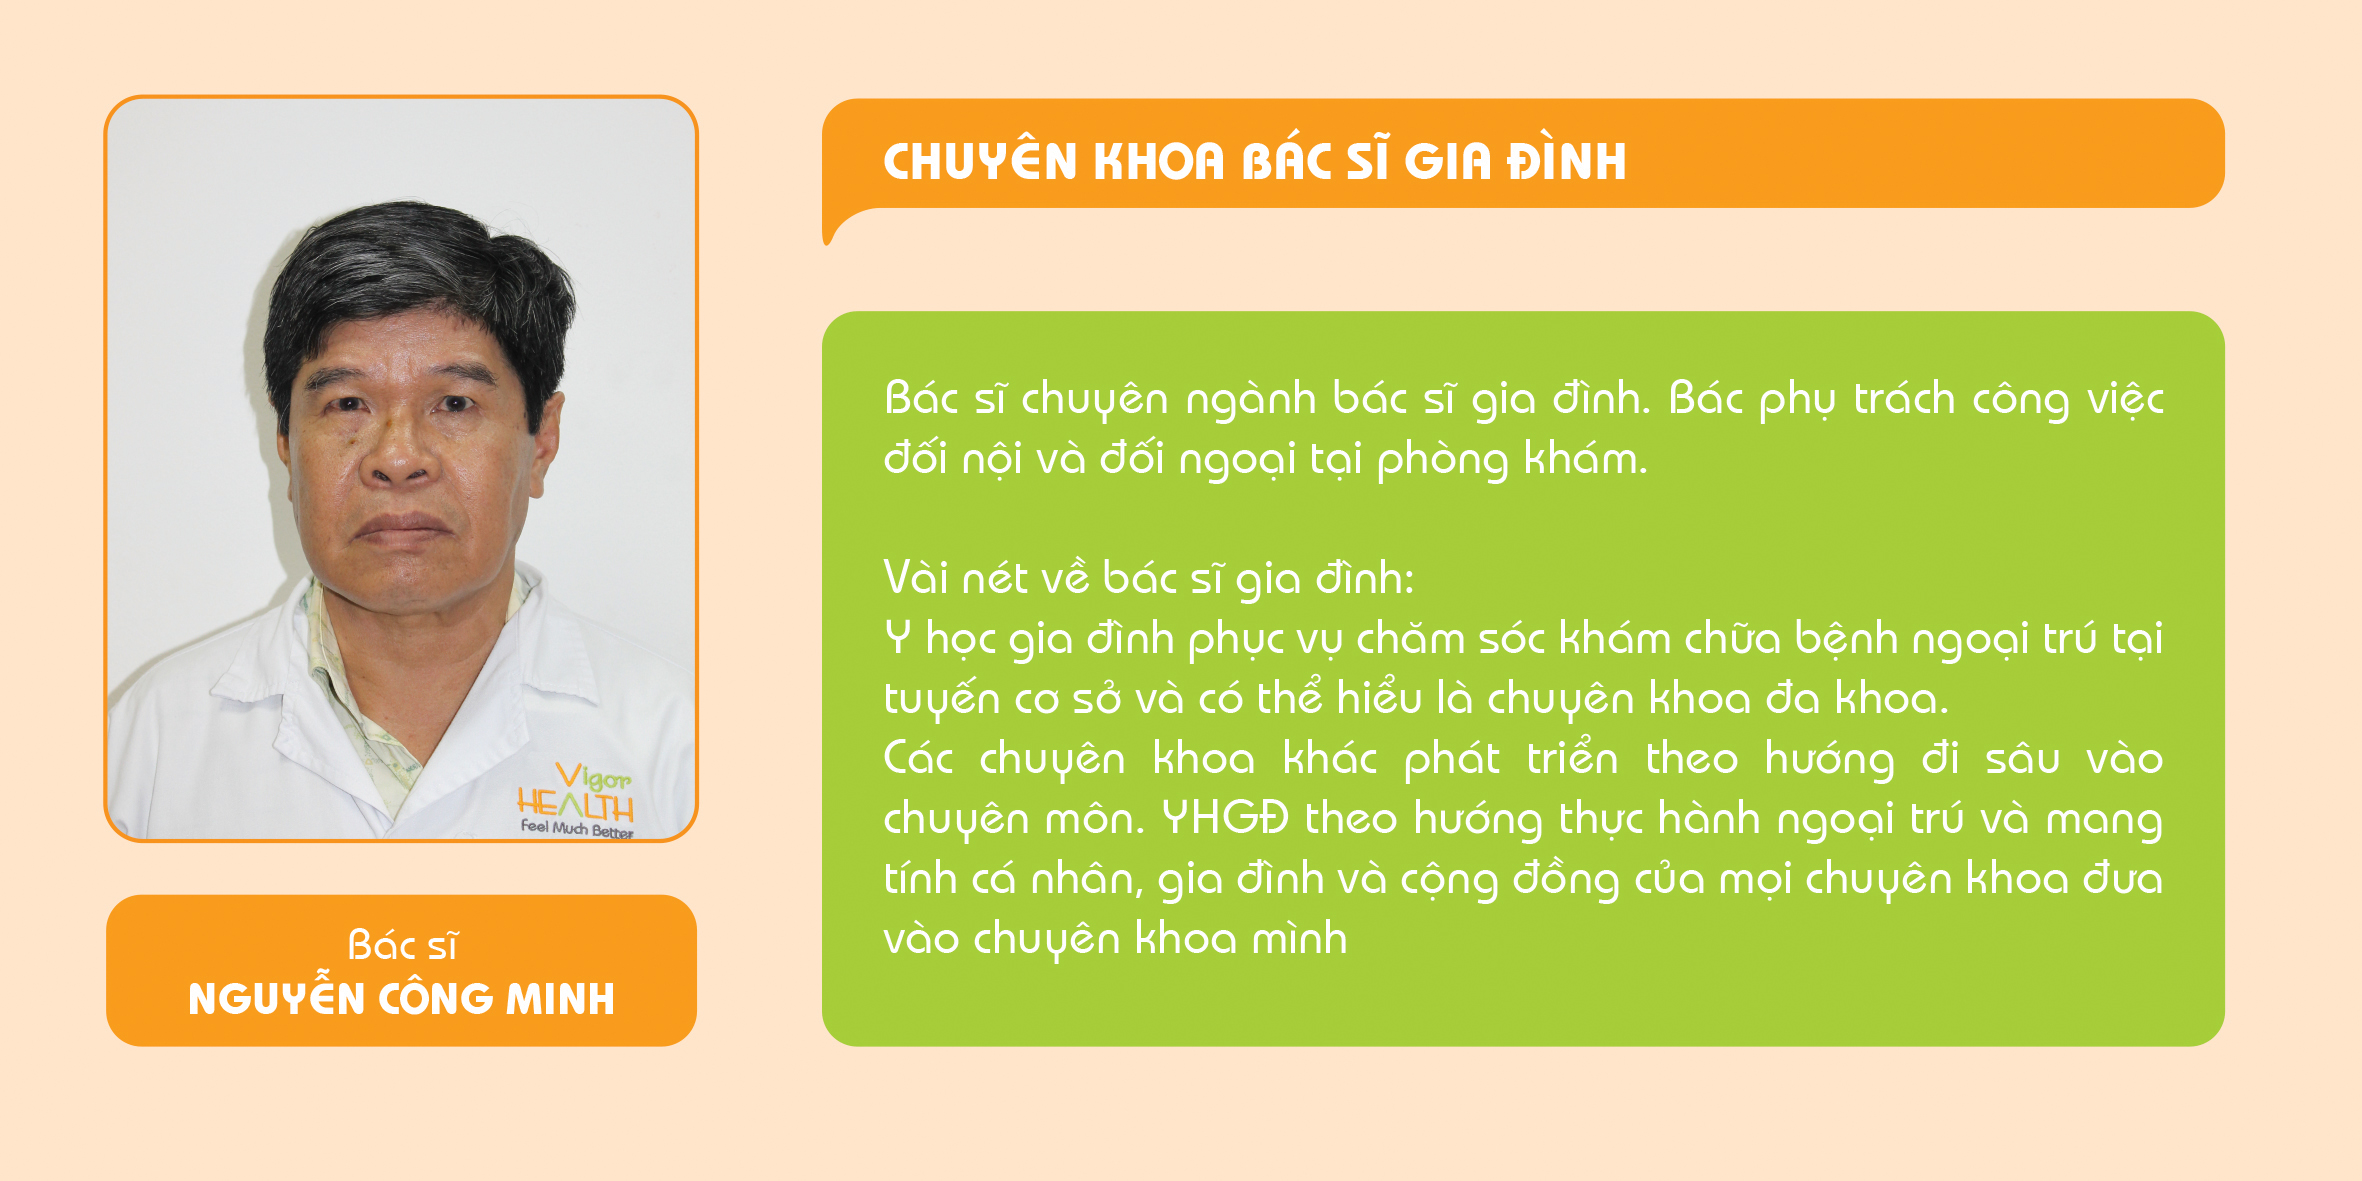 CHUYÊN KHOA BÁC SĨ GIA ĐÌNH
Bác sĩ chuyên ngành bác sĩ gia đình. Bác phụ trách công việc
đối nội và đối ngoại tại phòng khám.
Vài nét về bác sĩ gia đình:
Y học gia đình phục vụ chăm sóc khám chữa bệnh ngoại trú tại
tuyến cơ sở và có thể hiểu là chuyên khoa đa khoa.
Các chuyên khoa khác phát triển theo hướng đi sâu vào
chuyên môn. YHGĐ theo hướng thực hành ngoại trú và mang
tính cá nhân, gia đình và cộng đồng của mọi chuyên khoa đưa
vào chuyên khoa mình
Vigor
HEALTH
Feel Much Better
Bác sĩ
NGUYỄN CÔNG MINH